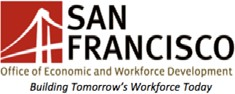 SAN
FRANCISCO
Office of Economic and Workforce Development
Building Tomorrow's Workforce Today